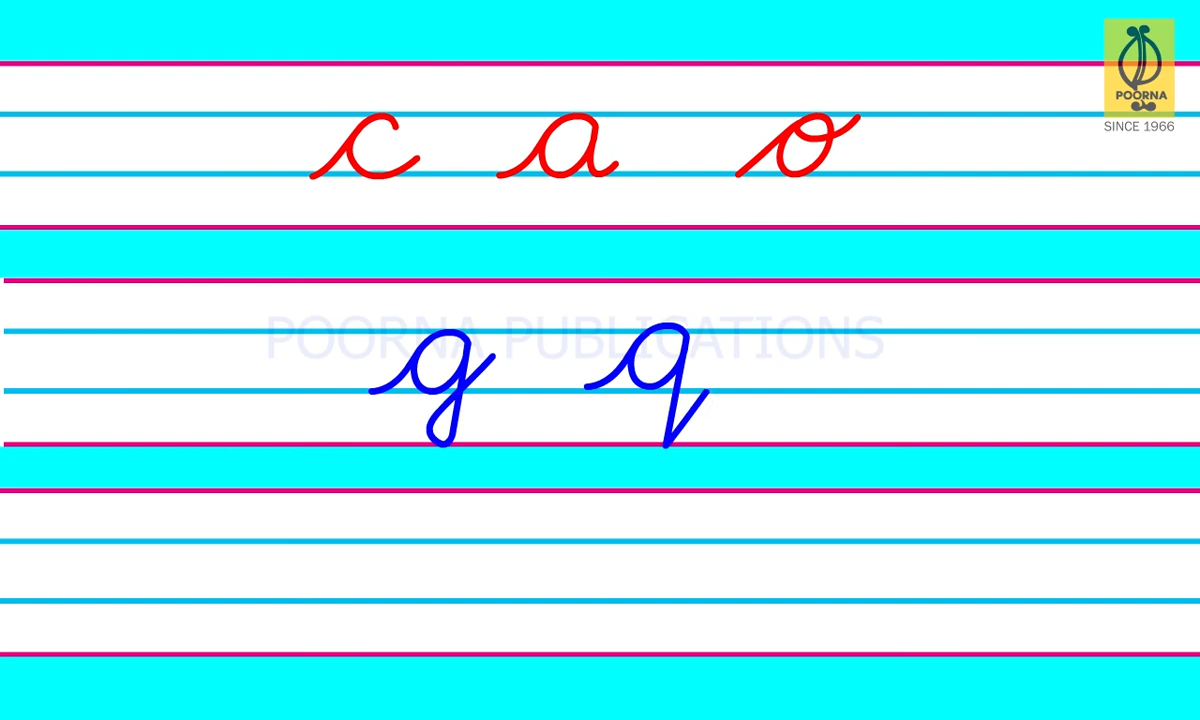 POORNA
SINCE 1966
c a o
POORNA PUBLICATIONS
g q